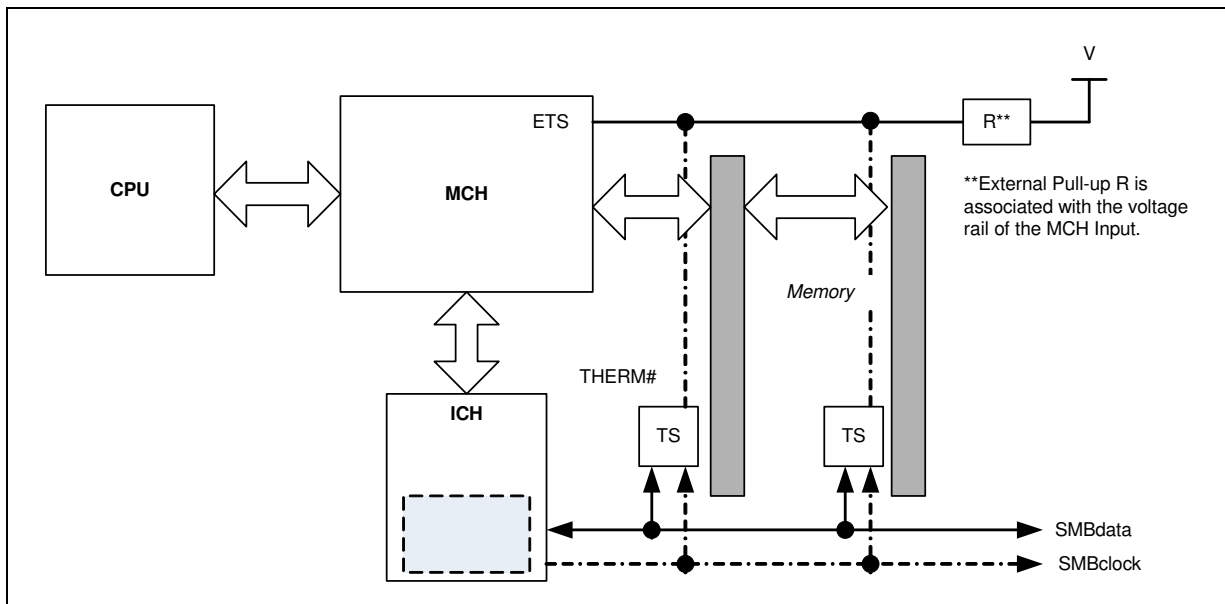 V
ETS
R**
CPU
MCH
**External Pull-up R is
associated with the voltage
rail of the MCH Input.
Memory
THERM#
ICH
TS
TS
SMBdata
SMBclock